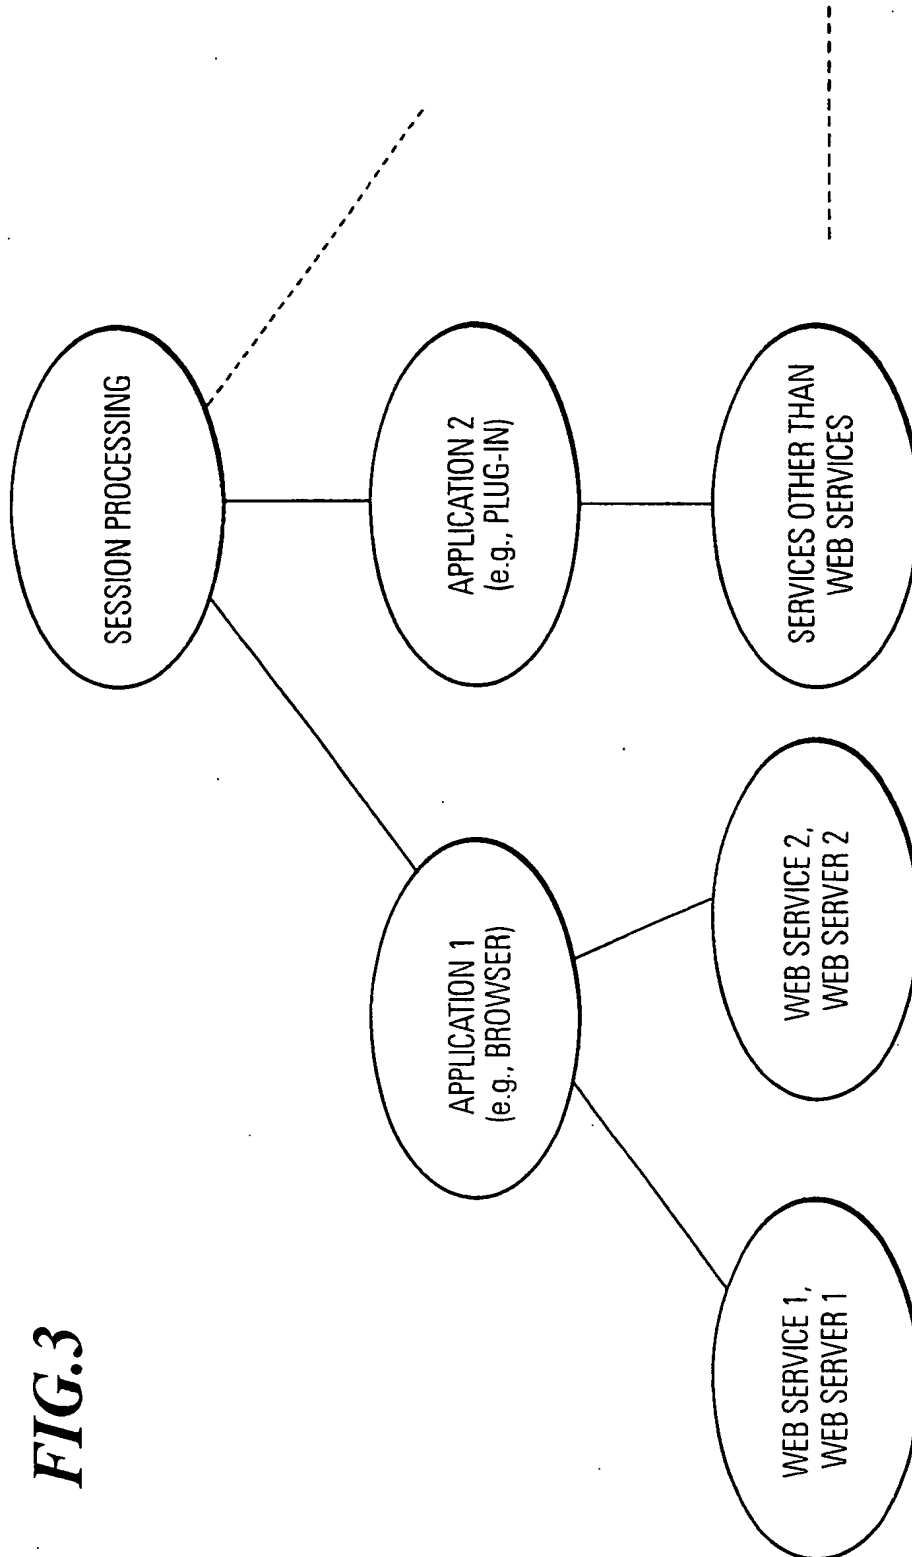 FIG.3
SESSION PROCESSING
APPLICATION 1
(e.g., BROWSER)
APPLICATION 2
(e.g., PLUG-IN)
WEB SERVICE 1,
WEB SERVER 1
WEB SERVICE 2,
WEB SERVER 2
SERVICES OTHER THAN
WEB SERVICES